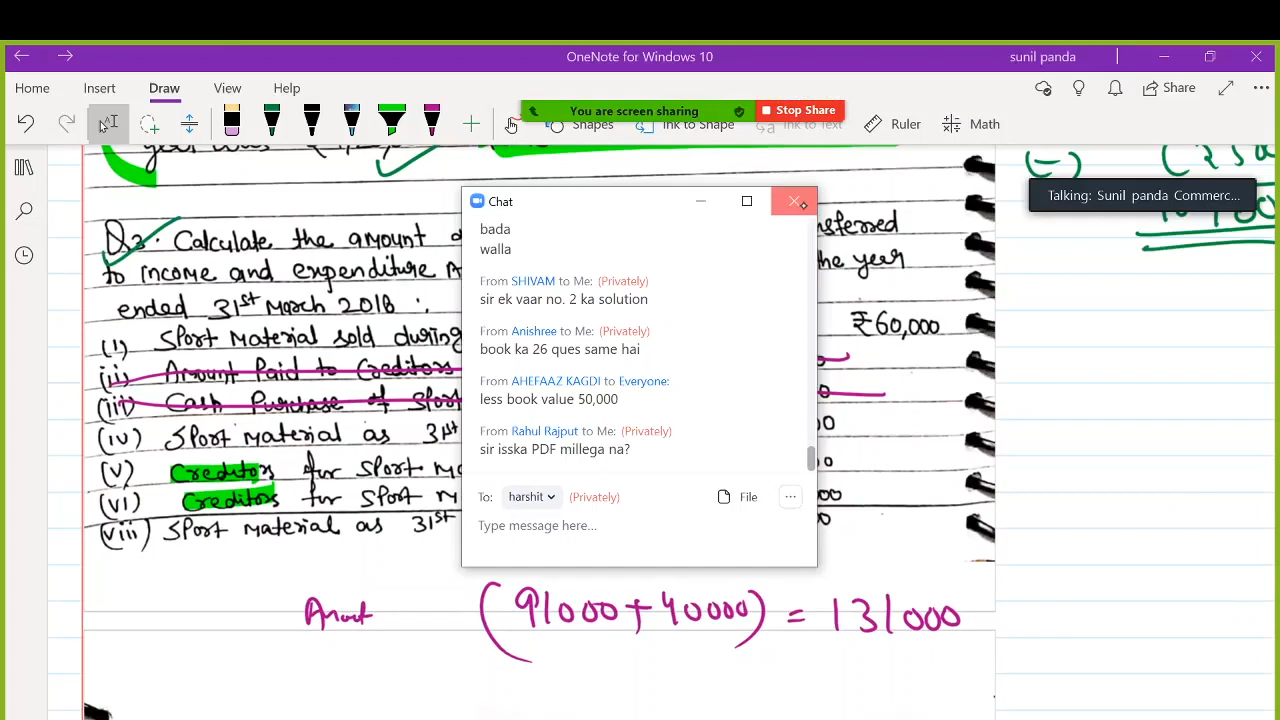 OneNote for Windows 10
sunil panda
Home Insert Draw View Help
Share
You are screen sharing
Stop Share
Shapes Ink to Shape Ink to Text Ruler Math
Talking: Sunil panda Commerc...
Q3. Calculate the amount
to income and expenditure A
the year
ended 31st March 2018 :
(i) Sport Material sold during
₹60,000
(ii) Amount Paid to Creditors
(iii) Cash Purchase of Sport
(iv) Sport Material as 31st
(v) Creditors for Sport Ma
(vi) Creditors for Sport M
(viii) Sport Material as 31st
Chat
bada
walla
From SHIVAM to Me: (Privately)
sir ek vaar no. 2 ka solution
From Anishree to Me: (Privately)
book ka 26 ques same hai
From AHEFAAZ KAGDI to Everyone:
less book value 50,000
From Rahul Rajput to Me: (Privately)
sir isska PDF millega na?
To: harshit (Privately) File
Type message here...
(91000+40000) = 131000